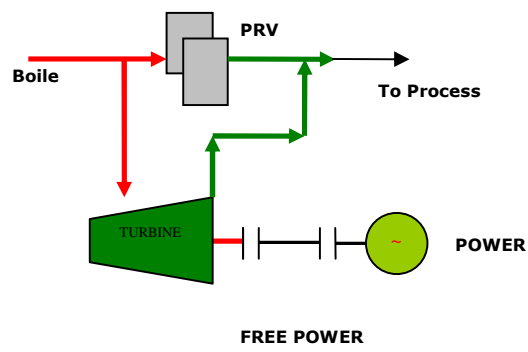 PRV
Boile
To Process
TURBINE
~
POWER
FREE POWER